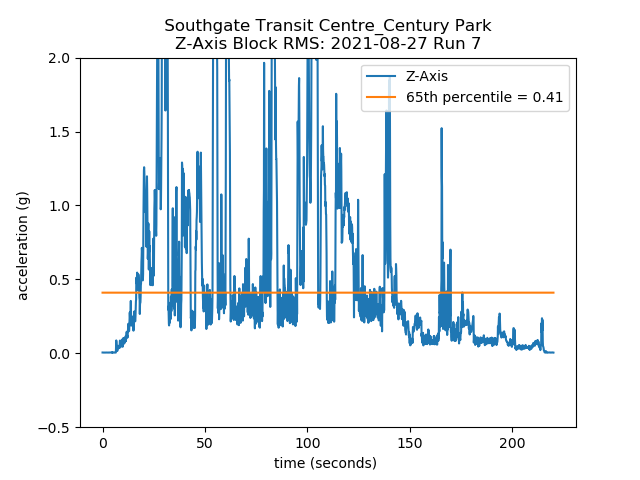 Southgate Transit Centre_Century Park
Z-Axis Block RMS: 2021-08-27 Run 7
Z-Axis
65th percentile = 0.41
2.0
1.5
1.0
0.5
0.0
−0.5
acceleration (g)
0 50 100 150 200
time (seconds)